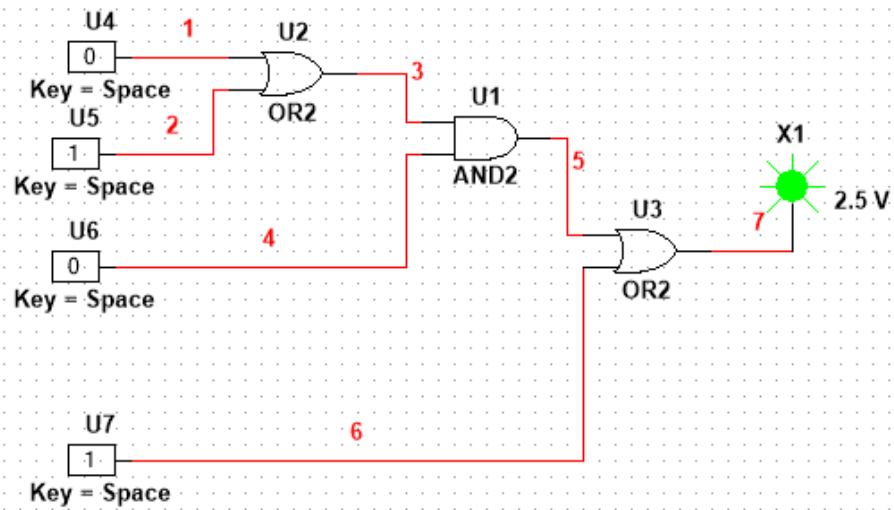 U4
1
U2
0
3
Key = Space
U1
U5
2
OR2
X1
1
5
AND2
Key = Space
2.5 V
U6
4
U3
7
0
OR2
Key = Space
U7
6
1
Key = Space